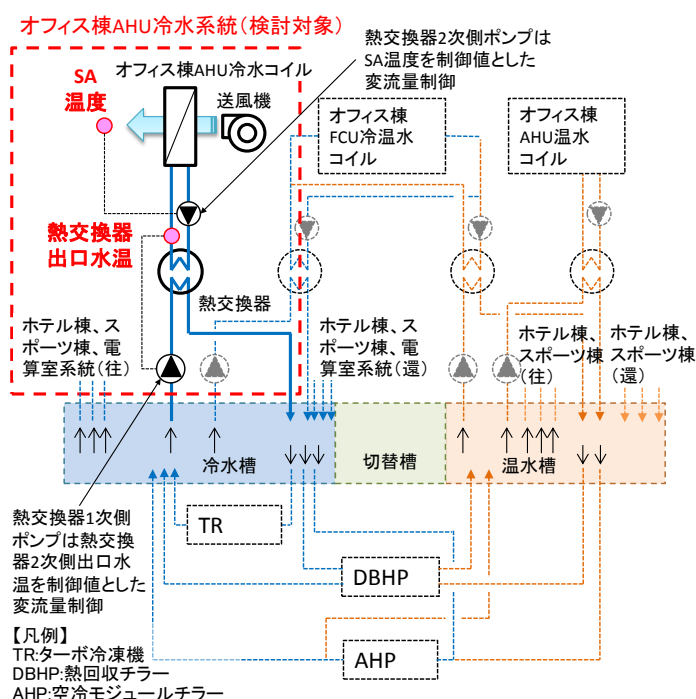 オフィス棟AHU冷水系統(検討対象)
熱交換器2次側ポンプは
SA温度を制御値とした
変流量制御
オフィス棟AHU冷水コイル
SA
温度
送風機
オフィス棟
FCU冷温水
コイル
オフィス棟
AHU温水
コイル
熱交換器
出口水温
熱交換器
ホテル棟、ス
ポーツ棟、電
算室系統(往)
ホテル棟、ス
ポーツ棟、電
算室系統(還)
ホテル棟、
スポーツ棟
(往)
ホテル棟、
スポーツ棟
(還)
冷水槽
切替槽
温水槽
熱交換器1次側
ポンプは熱交換
器2次側出口水
温を制御値とした
変流量制御
TR
DBHP
AHP
【凡例】
TR:ターボ冷凍機
DBHP:熱回収チラー
AHP:空冷モジュールチラー